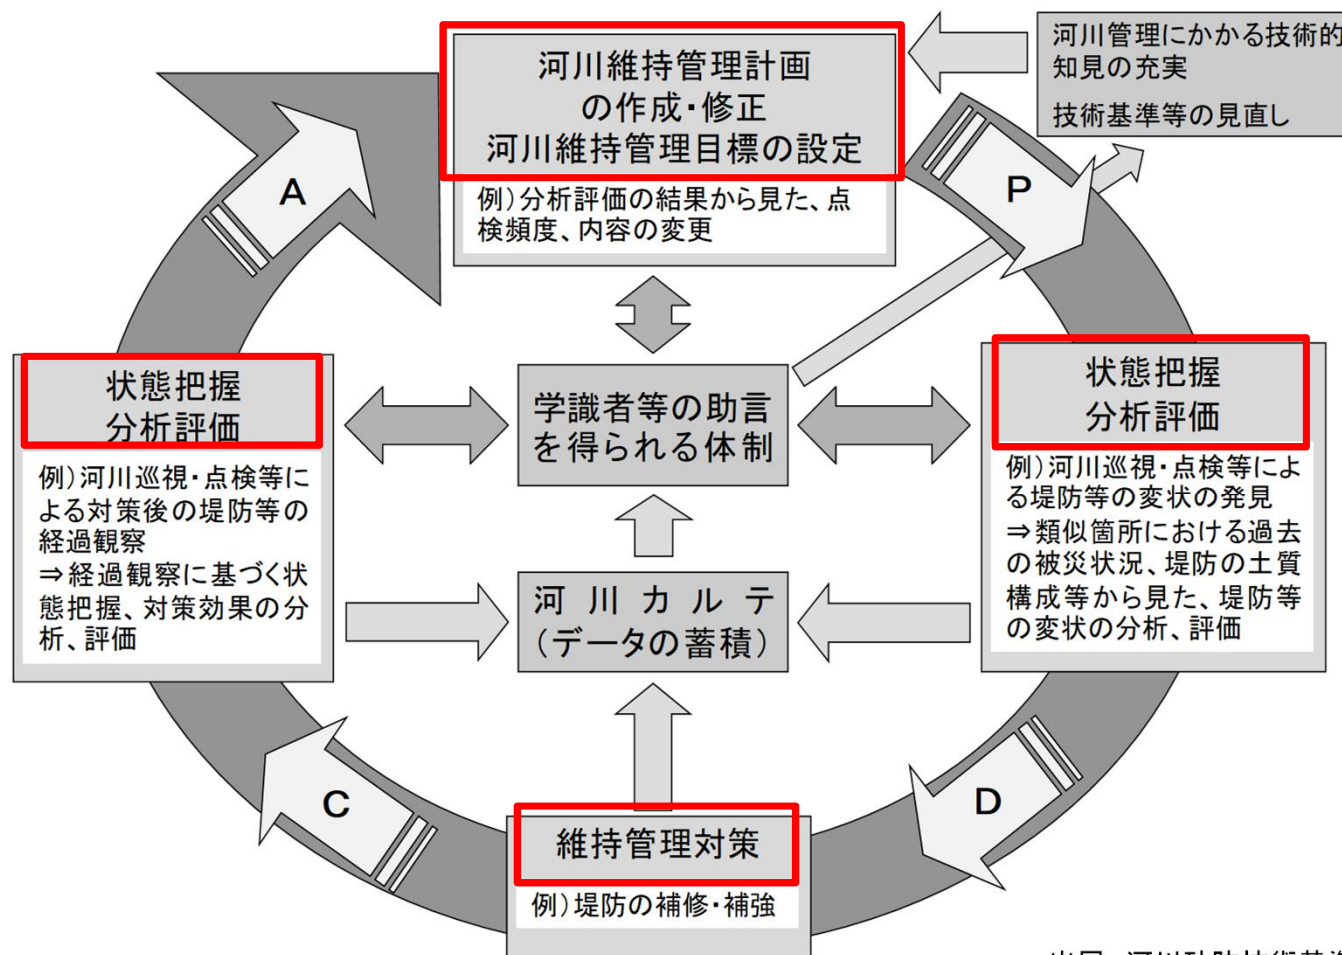 河川維持管理計画
の作成・修正
河川維持管理目標の設定
例）分析評価の結果から見た、点
検頻度、内容の変更
河川管理にかかる技術的
知見の充実
技術基準等の見直し
A
P
状態把握
分析評価
例）河川巡視・点検等に
よる対策後の堤防等の
経過観察
⇒経過観察に基づく状
態把握、対策効果の分
析、評価
学識者等の助言
を得られる体制
状態把握
分析評価
例）河川巡視・点検等によ
る堤防等の変状の発見
⇒類似箇所における過去
の被災状況、堤防の土質
構成等から見た、堤防等
の変状の分析、評価
河川カルテ
（データの蓄積）
C
D
維持管理対策
例）堤防の補修・補強